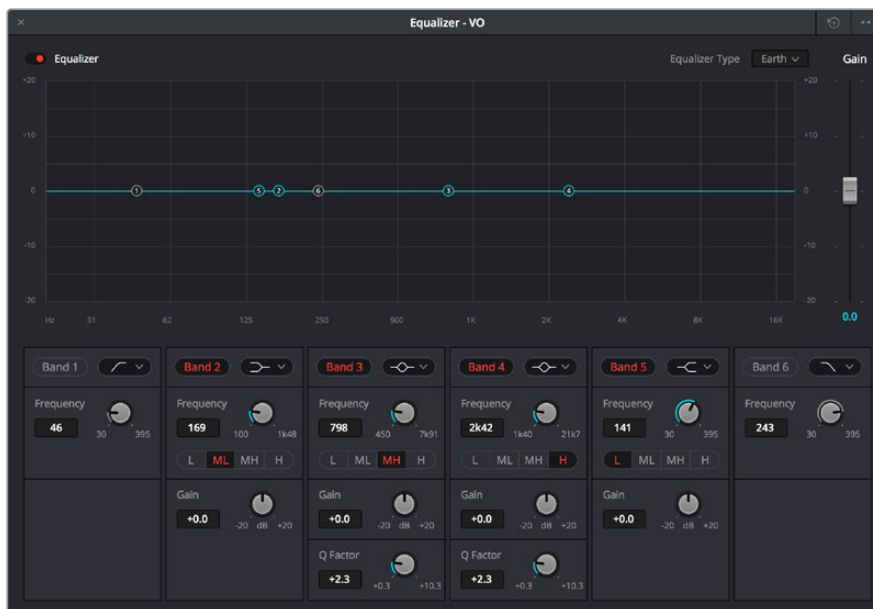 Equalizer - VO
Equalizer
Equalizer Type Earth Gain
+20 +20
+10 +10
0 1 5 2 6 3 4 0
-10 -10
-20 -20
Hz 31 62 125 250 500 1K 2K 4K 8K 16K
0.0
Band 1 Band 2 Band 3 Band 4 Band 5 Band 6
Frequency Frequency Frequency Frequency Frequency Frequency
46 30 395 169 100 1k48 798 450 7k91 2k42 1k40 21k7 141 30 395 243 30 395
L ML MH H L ML MH H L ML MH H L ML MH H
Gain Gain Gain Gain
+0.0 -20 dB +20 +0.0 -20 dB +20 +0.0 -20 dB +20 +0.0 -20 dB +20
Q Factor Q Factor
+2.3 +0.3 +10.3 +2.3 +0.3 +10.3